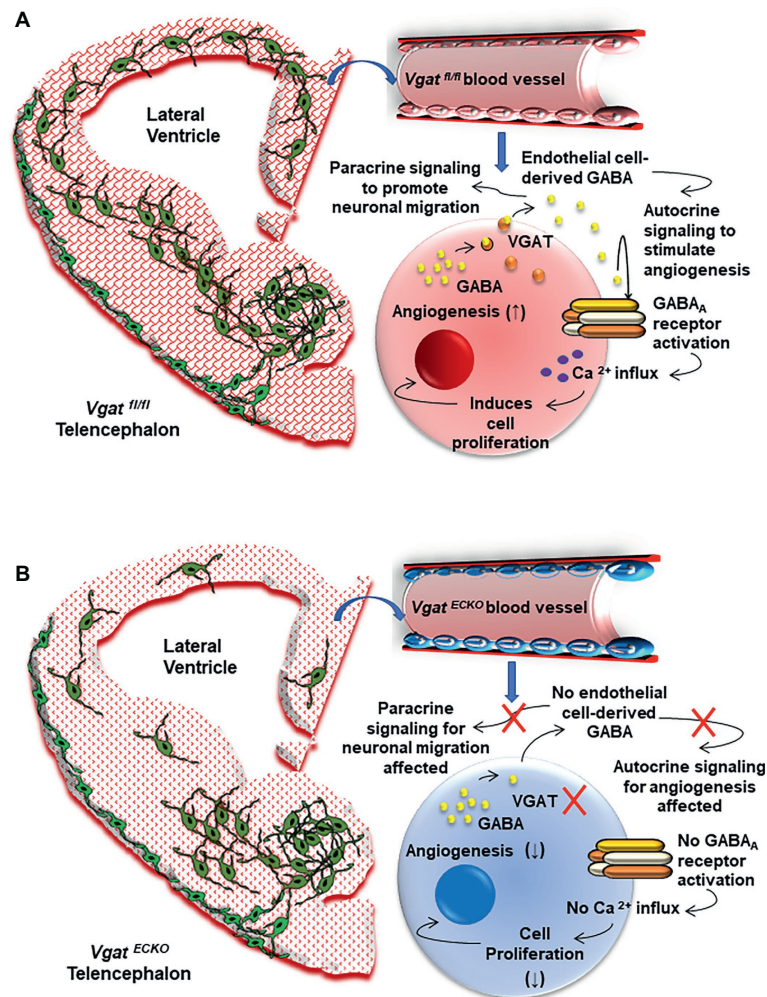 A
Lateral
Ventricle
Vgat fl/fl
Telencephalon
Vgat fl/fl blood vessel
Paracrine signaling
to promote
neuronal migration
Endothelial cell-
derived GABA
Autocrine
signaling to
stimulate
angiogenesis
VGAT
GABA
Angiogenesis (↑)
GABAA
receptor
activation
Ca 2+ influx
Induces
cell
proliferation
B
Lateral
Ventricle
Vgat ECKO
Telencephalon
Vgat ECKO blood vessel
Paracrine
signaling for
neuronal migration
affected
No endothelial
cell-derived
GABA
Autocrine signaling
for angiogenesis
affected
VGAT
GABA
Angiogenesis (↓)
No GABAA
receptor
activation
No Ca 2+ influx
Cell
Proliferation
(↓)